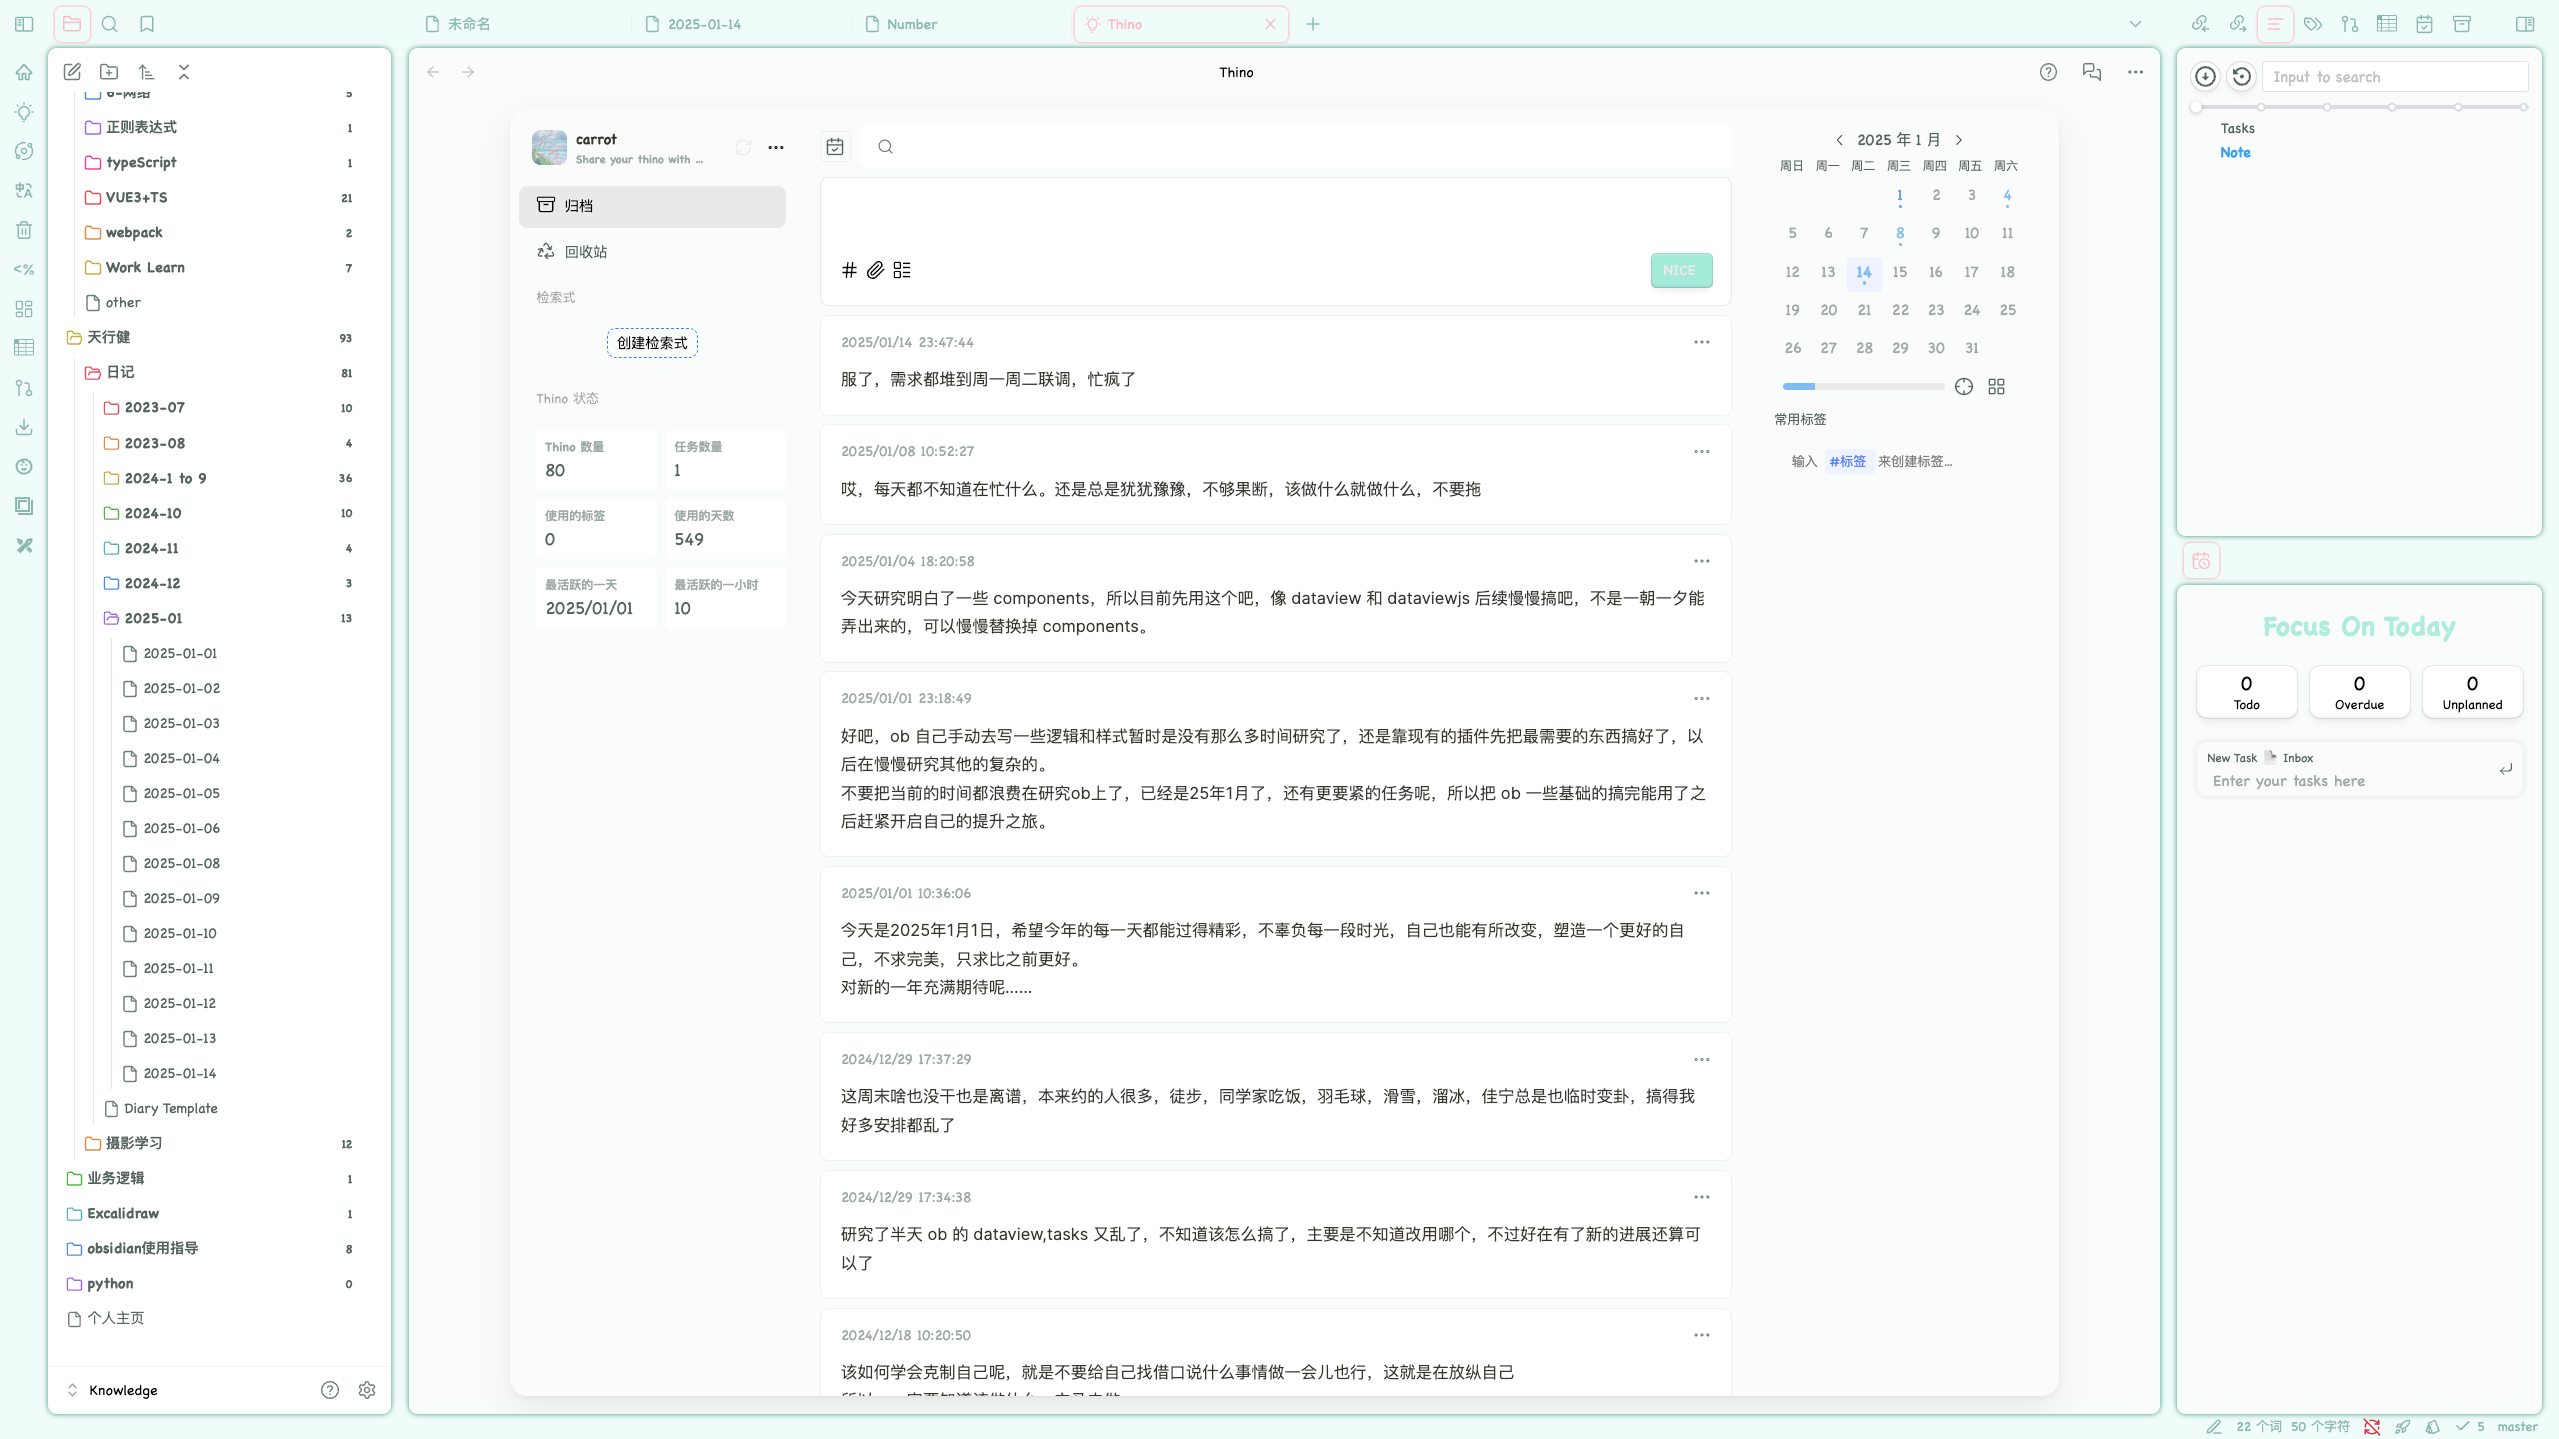 未命名
2025-01-14
Number
Thino
6-网络 5
正则表达式 1
typeScript 1
VUE3+TS 21
webpack 2
Work Learn 7
other
天行健 93
日记 81
2023-07 10
2023-08 4
2024-1 to 9 36
2024-10 10
2024-11 4
2024-12 3
2025-01 13
2025-01-01
2025-01-02
2025-01-03
2025-01-04
2025-01-05
2025-01-06
2025-01-08
2025-01-09
2025-01-10
2025-01-11
2025-01-12
2025-01-13
2025-01-14
Diary Template
摄影学习 12
业务逻辑 1
Excalidraw 1
obsidian使用指导 8
python 0
个人主页
Knowledge
Thino
carrot
Share your thino with ...
归档
回收站
检索式
创建检索式
Thino 状态
Thino 数量
80
任务数量
1
使用的标签
0
使用的天数
549
最活跃的一天
2025/01/01
最活跃的一小时
10
NICE
2025/01/14 23:47:44
服了，需求都堆到周一周二联调，忙疯了
2025/01/08 10:52:27
哎，每天都不知道在忙什么。还是总是犹犹豫豫，不够果断，该做什么就做什么，不要拖
2025/01/04 18:20:58
今天研究明白了一些 components，所以目前先用这个吧，像 dataview 和 dataviewjs 后续慢慢搞吧，不是一朝一夕能
弄出来的，可以慢慢替换掉 components。
2025/01/01 23:18:49
好吧，ob 自己手动去写一些逻辑和样式暂时是没有那么多时间研究了，还是靠现有的插件先把最需要的东西搞好了，以
后在慢慢研究其他的复杂的。
不要把当前的时间都浪费在研究ob上了，已经是25年1月了，还有更要紧的任务呢，所以把 ob 一些基础的搞完能用了之
后赶紧开启自己的提升之旅。
2025/01/01 10:36:06
今天是2025年1月1日，希望今年的每一天都能过得精彩，不辜负每一段时光，自己也能有所改变，塑造一个更好的自
己，不求完美，只求比之前更好。
对新的一年充满期待呢......
2024/12/29 17:37:29
这周末啥也没干也是离谱，本来约的人很多，徒步，同学家吃饭，羽毛球，滑雪，溜冰，佳宁总是也临时变卦，搞得我
好多安排都乱了
2024/12/29 17:34:38
研究了半天 ob 的 dataview,tasks 又乱了，不知道该怎么搞了，主要是不知道改用哪个，不过好在有了新的进展还算可
以了
2024/12/18 10:20:50
该如何学会克制自己呢，就是不要给自己找借口说什么事情做一会儿也行，这就是在放纵自己
2025 年 1 月
周日 周一 周二 周三 周四 周五 周六
1 2 3 4
5 6 7 8 9 10 11
12 13 14 15 16 17 18
19 20 21 22 23 24 25
26 27 28 29 30 31
常用标签
输入 #标签 来创建标签...
Input to search
Tasks
Note
Focus On Today
0
Todo
0
Overdue
0
Unplanned
New Task Inbox
Enter your tasks here
22 个词 50 个字符 5 master